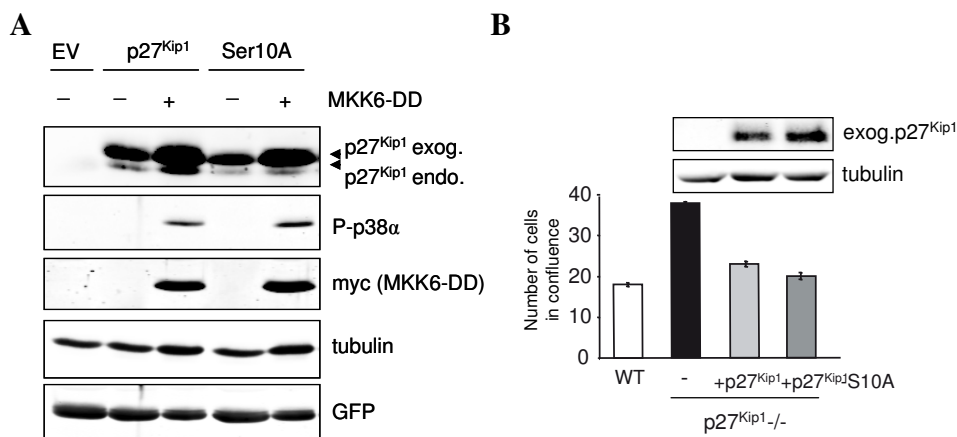 A
EV p27Kip1 Ser10A
– – + – + MKK6-DD
p27Kip1 exog.
p27Kip1 endo.
P-p38α
myc (MKK6-DD)
tubulin
GFP
B
exog.p27Kip1
tubulin
Number of cells
in confluence
40
30
20
10
0
WT - +p27Kip1 +p27Kip1S10A
p27Kip1-/-